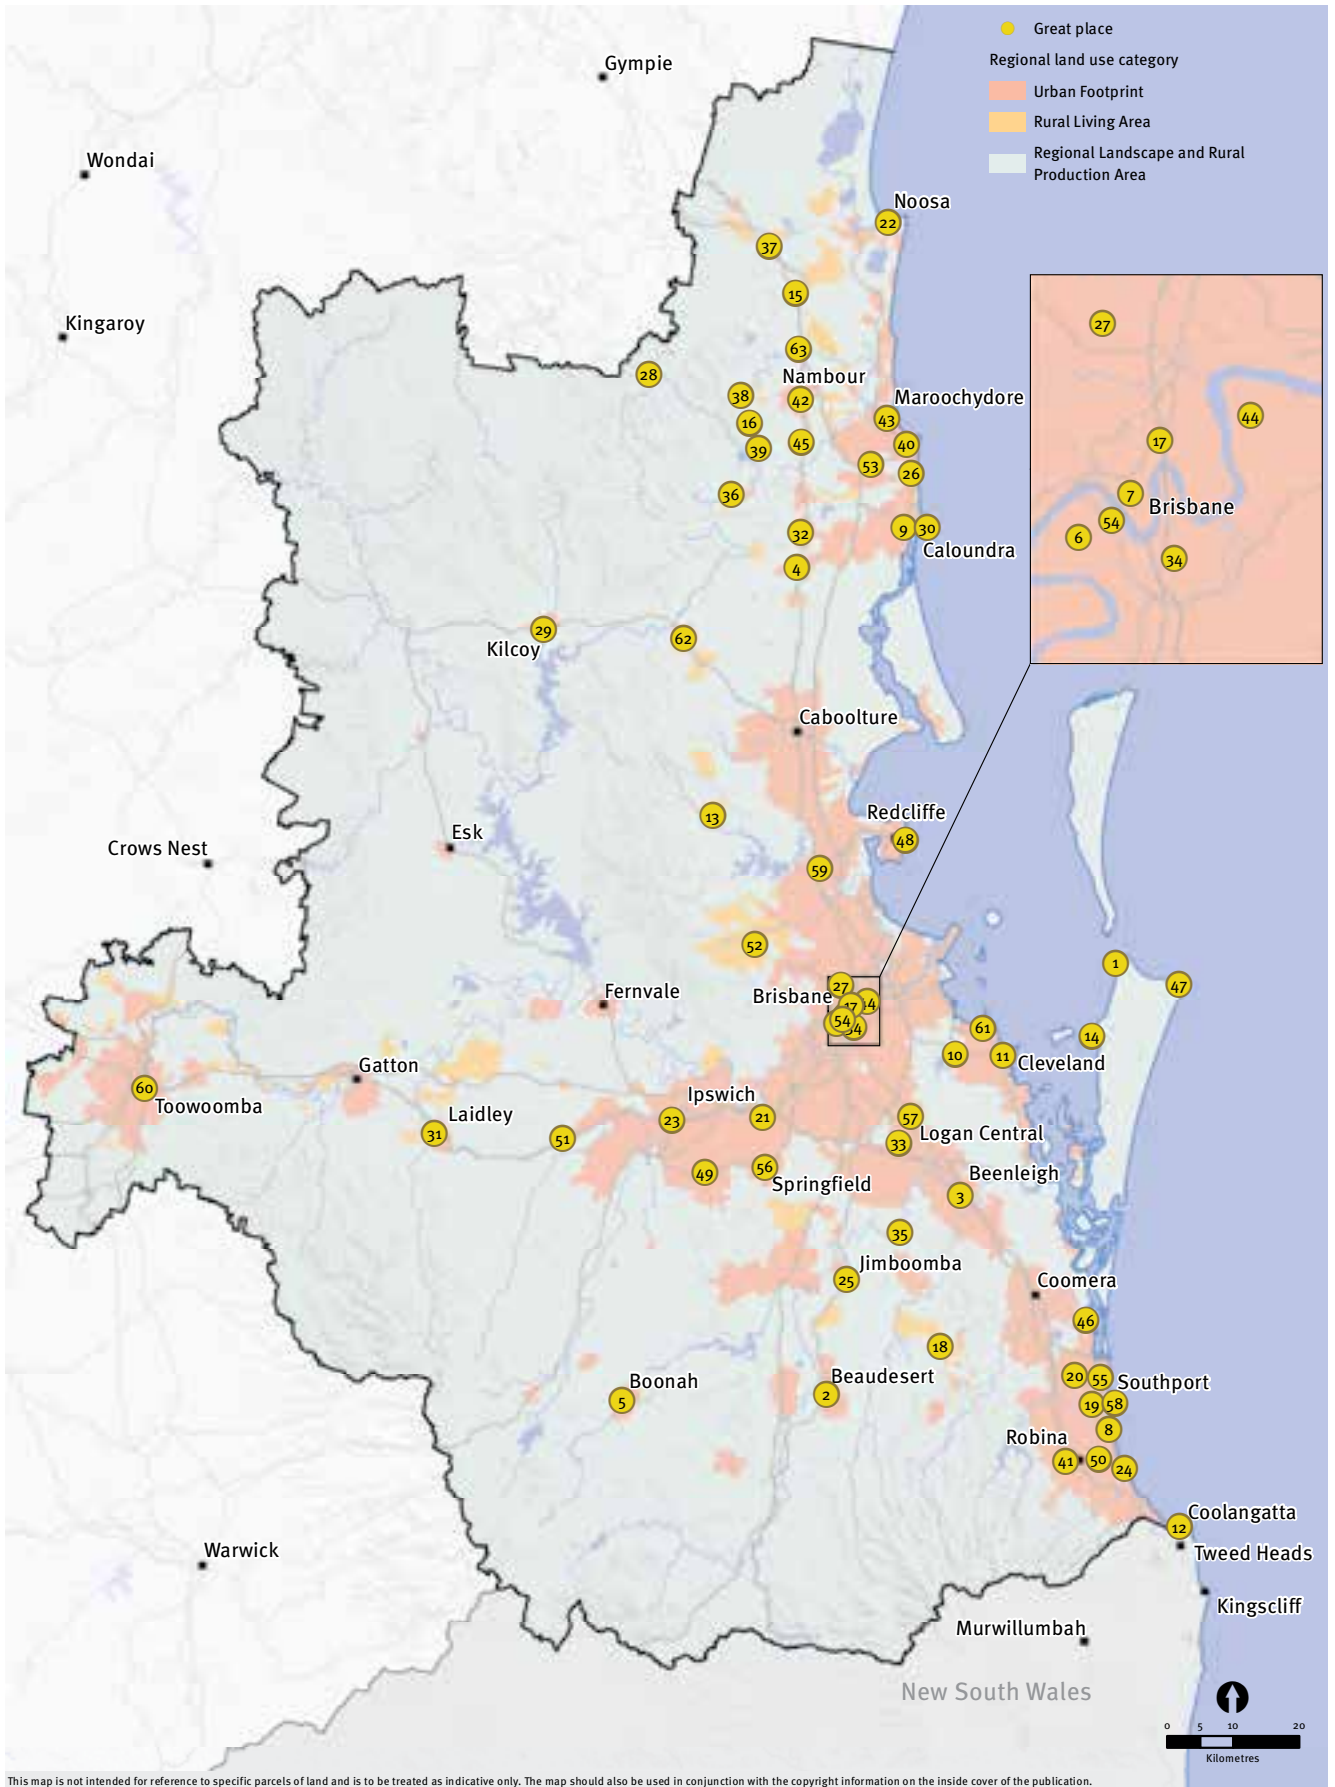 Great place
Regional land use category
Urban Footprint
Rural Living Area
Regional Landscape and Rural
Production Area
Gympie
Wondai
Noosa
22
37
15
27
Kingaroy
63
28
Nambour
38
42
Maroochydore
44
43
16
17
45
40
39
53
26
36
7
Brisbane
54
9
30
32
6
Caloundra
34
4
29
62
Kilcoy
Caboolture
13
Redcliffe
Esk
48
Crows Nest
59
52
1
47
27
Fernvale
Brisbane
17
44
54
34
61
14
10
11
Cleveland
Gatton
60
Toowoomba
Ipswich
Laidley
23
21
57
31
51
Logan Central
33
49
56
Springfield
Beenleigh
3
35
Jimboomba
25
Coomera
46
18
Boonah
Beaudesert
20
55
Southport
5
2
19
58
8
Robina
41
50
24
Coolangatta
12
Tweed Heads
Warwick
Kingscliff
Murwillumbah
New South Wales
0 5 10 20
Kilometres
This map is not intended for reference to specific parcels of land and is to be treated as indicative only. The map should also be used in conjunction with the copyright information on the inside cover of the publication.